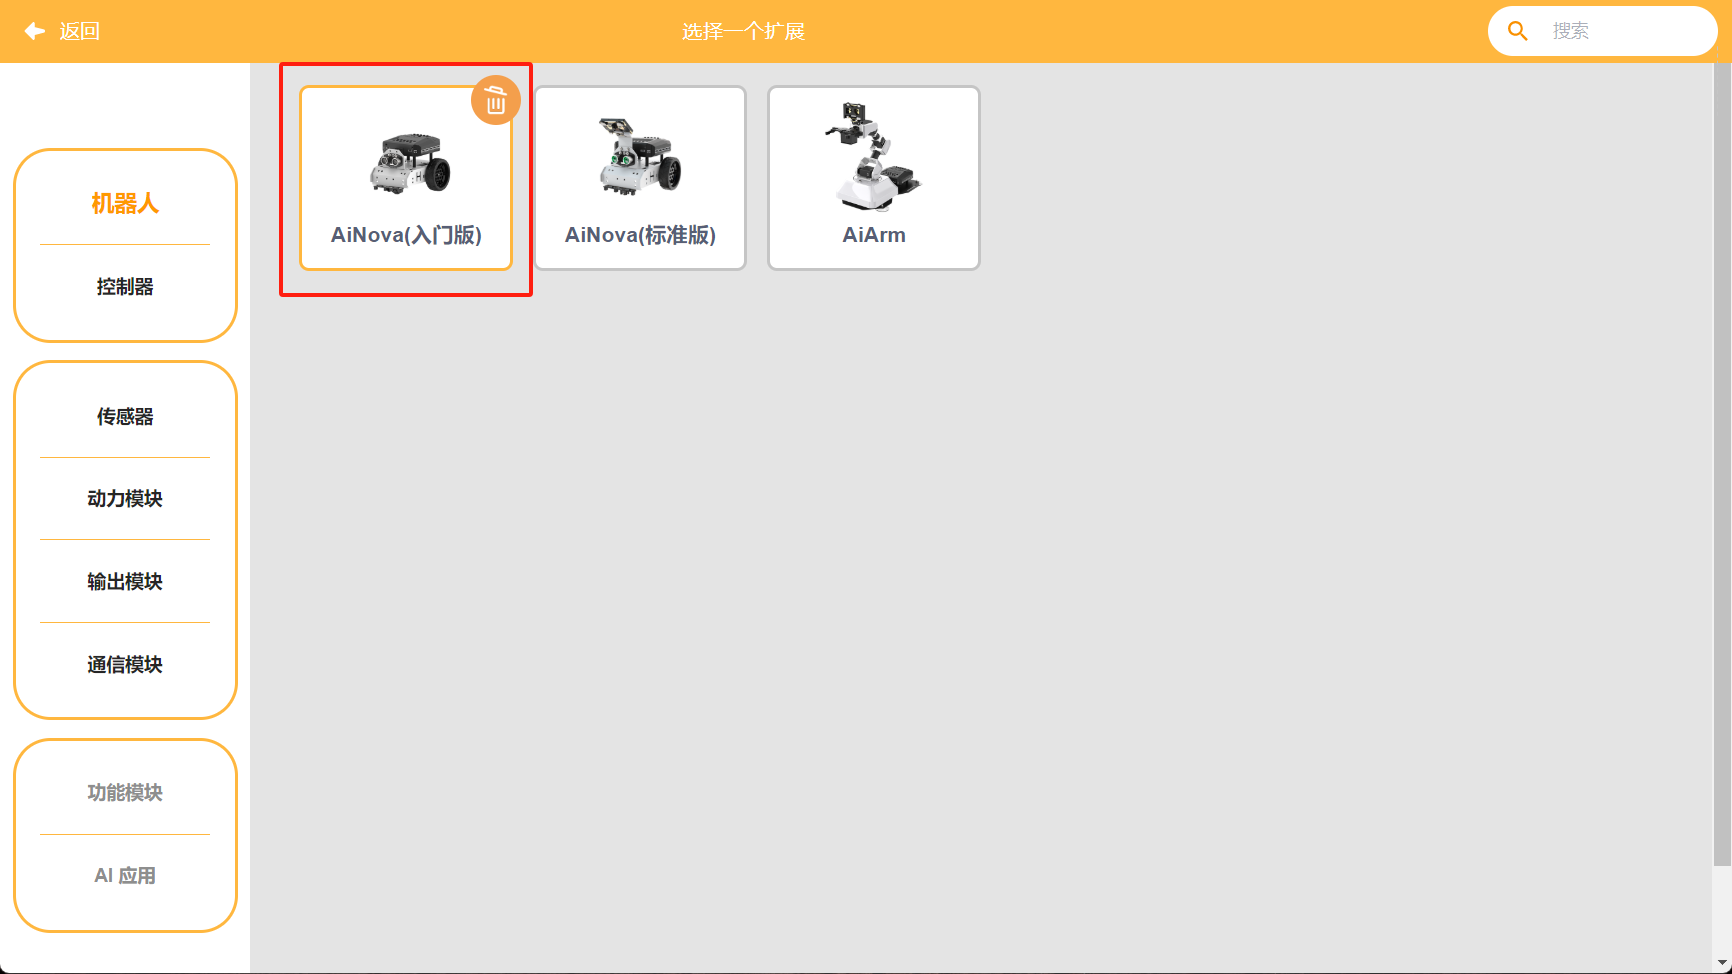 返回
选择一个扩展
搜索
机器人
控制器
传感器
动力模块
输出模块
通信模块
功能模块
AI 应用
AiNova(入门版)
AiNova(标准版)
AiArm